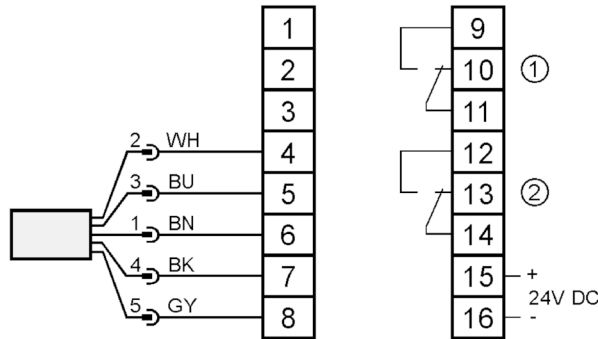 1
2
3
2 WH 4
3 BU 5
1 BN 6
4 BK 7
5 GY 8
9
10 ①
11
12
13 ②
14
15 +
24V DC
16 -